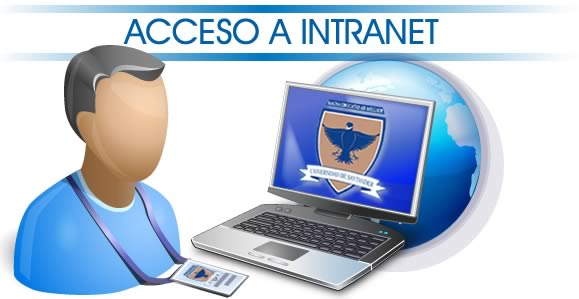 ACCESO A INTRANET
UNIVERSIDAD DE SANTANDER